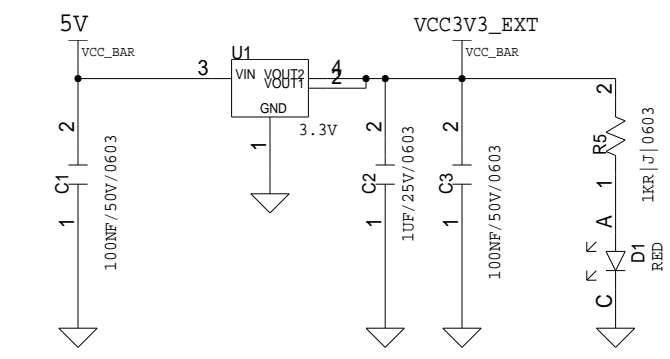 5V
VCC_BAR
VCC3V3_EXT
VCC_BAR
U1
3
VIN
VOUT2
VOUT1
4
2
GND
3.3V
1
2
C1
1
100NF/50V/0603
2
C2
1
1UF/25V/0603
2
C3
1
100NF/50V/0603
2
R5
1
1KR|J|0603
A
D1
RED
C